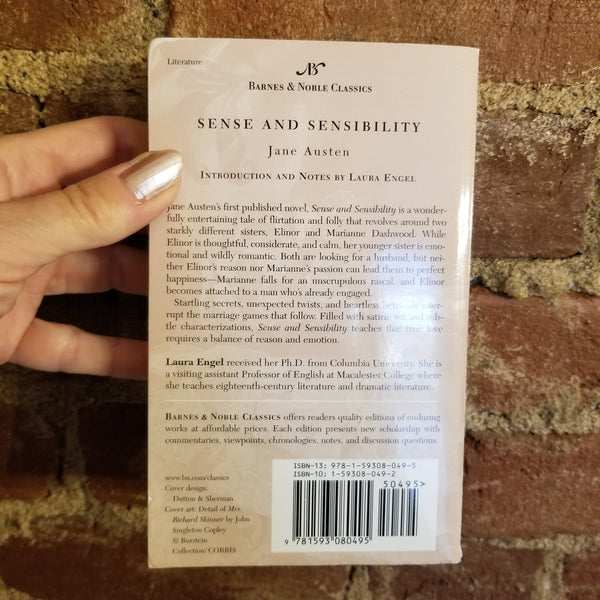 Literature
BARNES & NOBLE CLASSICS
SENSE AND SENSIBILITY
Jane Austen
INTRODUCTION AND NOTES BY LAURA ENGEL
Jane Austen's first published novel, Sense and Sensibility is a wonder-
fully entertaining tale of flirtation and folly that revolves around two
starkly different sisters, Elinor and Marianne Dashwood. While
Elinor is thoughtful, considerate, and calm, her younger sister is emo-
tional and wildly romantic. Both are looking for a husband, but nei-
ther Elinor's reason nor Marianne's passion can lead them to perfect
happiness—Marianne falls for an unscrupulous rascal, and Elinor
becomes attached to a man who's already engaged.
Startling secrets, unexpected twists, and heartless betrayals inter-
rupt the marriage games that follow. Filled with satiric wit and sub-
tle characterizations, Sense and Sensibility teaches that true love
requires a balance of reason and emotion.
Laura Engel received her Ph.D. from Columbia University. She is
a visiting assistant Professor of English at Macalester College where
she teaches eighteenth-century literature and dramatic literature.
BARNES & NOBLE CLASSICS offers readers quality editions of enduring
works at affordable prices. Each edition presents new scholarship with
commentaries, viewpoints, chronologies, notes, and discussion questions.
www.bn.com/classics
Cover design:
Dutton & Sherman
Cover art: Detail of Mrs.
Richard Skinner by John
Singleton Copley
© Burstein
Collection/CORBIS
ISBN-13: 978-1-59308-049-5
ISBN-10: 1-59308-049-2
50495>
9 781593 080495